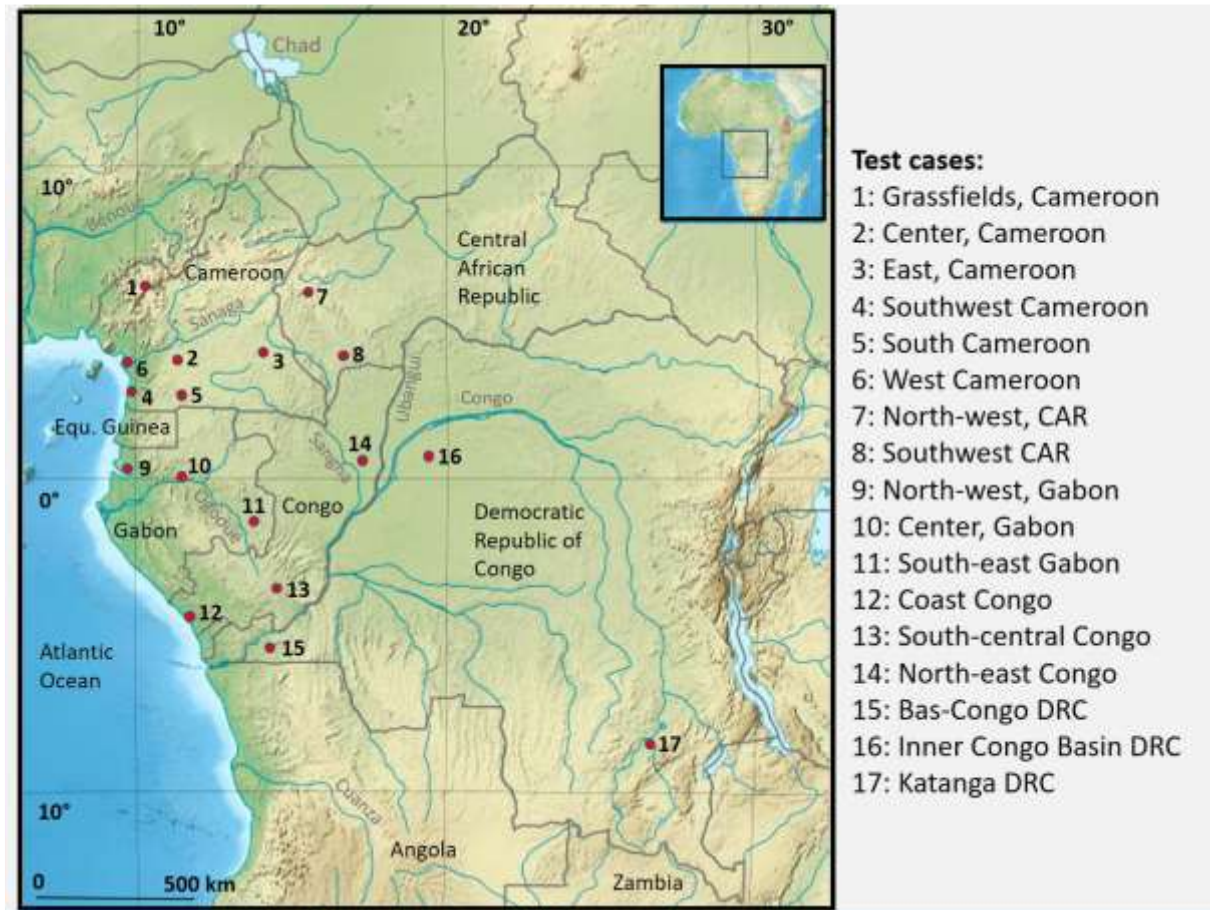 10°
20°
30°
Chad
10°
Bénoué
Central
African
Republic
Cameroon
1
7
Sanaga
6
2
3
8
4
5
Ubangui
Congo
Equ. Guinea
Sangha
14
16
9
10
0°
Ogooué
11
Congo
Gabon
Democratic
Republic of
Congo
13
12
15
Atlantic
Ocean
17
10°
Cuanza
Angola
0
500 km
Zambia
Test cases:
1: Grassfields, Cameroon
2: Center, Cameroon
3: East, Cameroon
4: Southwest Cameroon
5: South Cameroon
6: West Cameroon
7: North-west, CAR
8: Southwest CAR
9: North-west, Gabon
10: Center, Gabon
11: South-east Gabon
12: Coast Congo
13: South-central Congo
14: North-east Congo
15: Bas-Congo DRC
16: Inner Congo Basin DRC
17: Katanga DRC